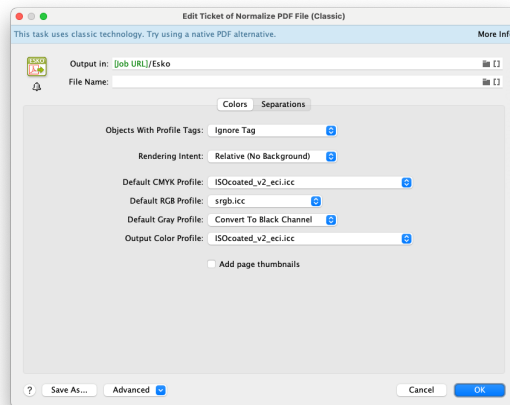 Edit Ticket of Normalize PDF File (Classic)
This task uses classic technology. Try using a native PDF alternative. More Inf
ESKO
Output in: [Job URL]/Esko
File Name:
Colors Separations
Objects With Profile Tags: Ignore Tag
Rendering Intent: Relative (No Background)
Default CMYK Profile: ISOcoated_v2_eci.icc
Default RGB Profile: srgb.icc
Default Gray Profile: Convert To Black Channel
Output Color Profile: ISOcoated_v2_eci.icc
Add page thumbnails
? Save As... Advanced Cancel OK